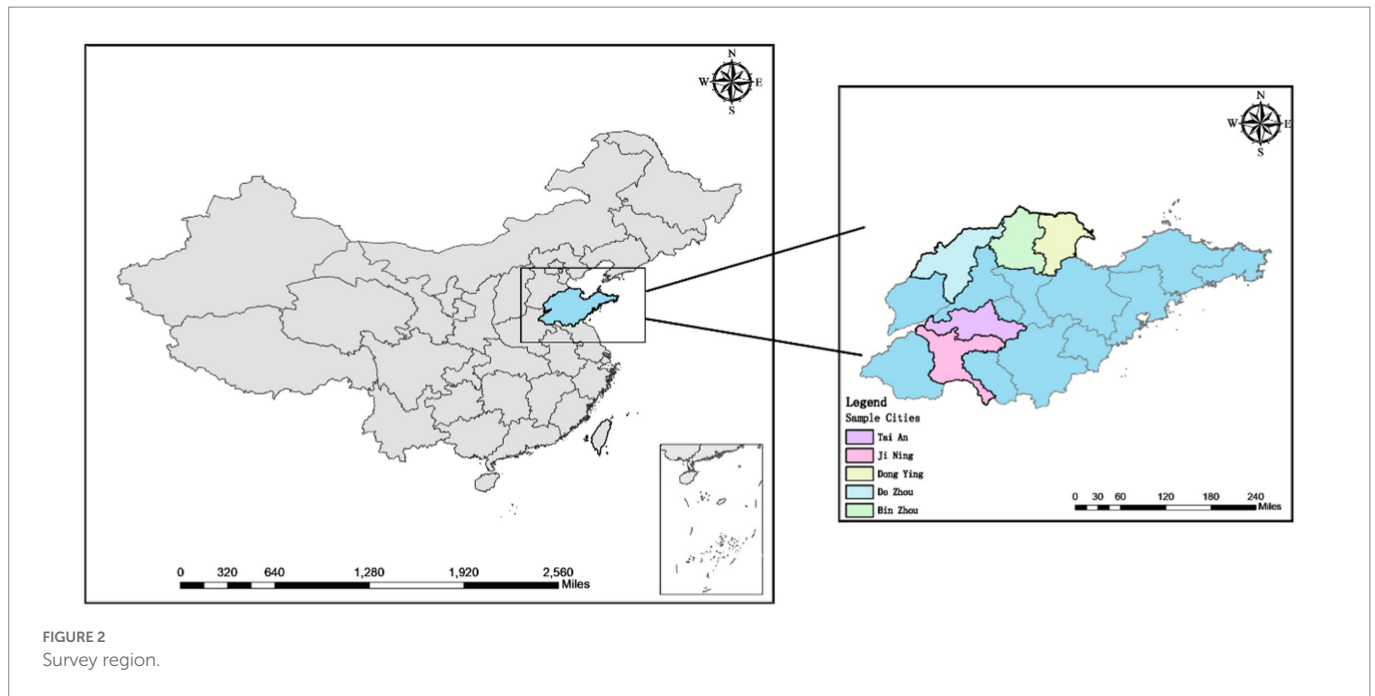 N
W E
S
0 320 640 1,280 1,920 2,560
Miles
N
W E
S
Legend
Sample Cities
Tai An
Ji Ning
Dong Ying
De Zhou
Bin Zhou
0 30 60 120 180 240
Miles
FIGURE 2
Survey region.